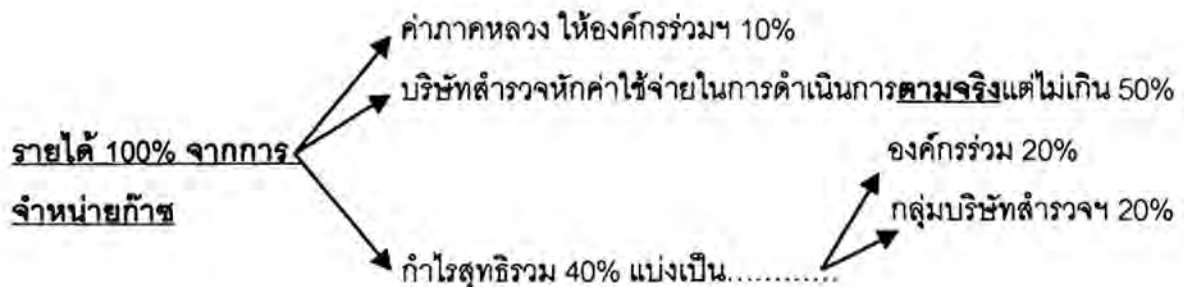 ค่าภาคหลวง ให้องค์กรร่วมฯ 10%
บริษัทสำรวจหักค่าใช้จ่ายในการดำเนินการตามจริงแต่ไม่เกิน 50%
รายได้ 100% จากการ
จำหน่ายก๊าซ
องค์กรร่วม 20%
กลุ่มบริษัทสำรวจฯ 20%
กำไรสุทธิรวม 40% แบ่งเป็น............